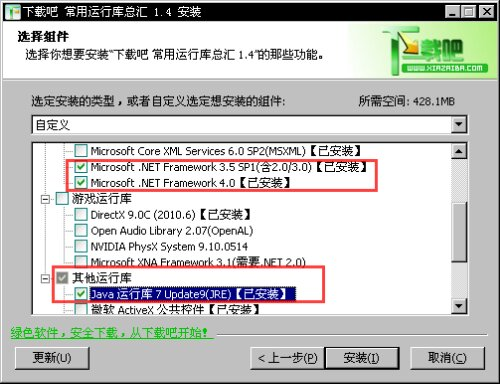 下载吧 常用运行库总汇 1.4 安装
选择组件
选择你想要安装“下载吧 常用运行库总汇 1.4”的那些功能。
下载吧
WWW.XIAZAIBA.COM
选定安装的类型，或者自定义选定想安装的组件:
所需空间: 428.1MB
自定义
Microsoft Core XML Services 6.0 SP2(MSXML)【已安装】
Microsoft .NET Framework 3.5 SP1(含2.0/3.0)【已安装】
Microsoft .NET Framework 4.0【已安装】
游戏运行库
DirectX 9.0C (2010.6)【已安装】
Open Audio Library 2.07(OpenAL)
NVIDIA PhysX System 9.10.0514
Microsoft XNA Framework 3.1(需要.NET 2.0)
其他运行库
Java 运行库 7 Update9(JRE)【已安装】
微软 ActiveX 公共控件【已安装】
绿色软件，安全下载，从下载吧开始!
更新(U)
< 上一步(P)
安装(I)
取消(C)